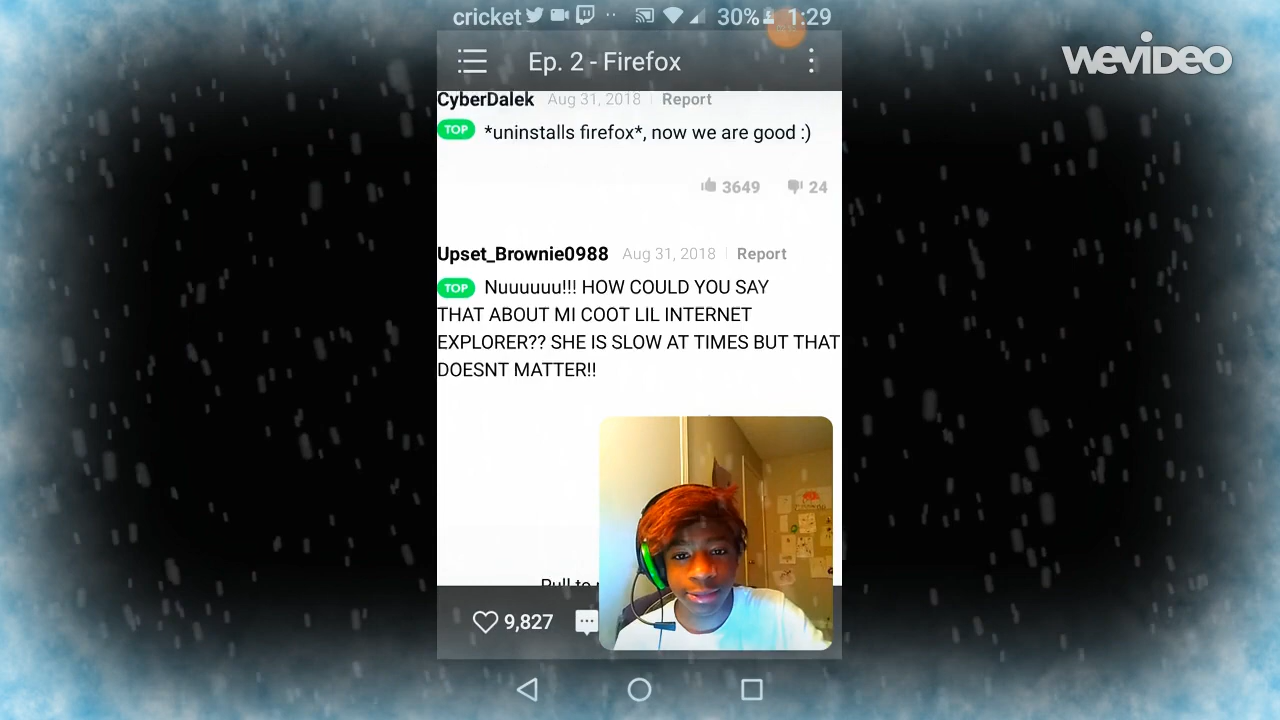 cricket 30% 1:29
Ep. 2 - Firefox
wevideo
CyberDalek Aug 31, 2018 Report
TOP *uninstalls firefox*, now we are good :)
3649 24
Upset_Brownie0988 Aug 31, 2018 Report
TOP Nuuuuuu!!! HOW COULD YOU SAY
THAT ABOUT MI COOT LIL INTERNET
EXPLORER?? SHE IS SLOW AT TIMES BUT THAT
DOESNT MATTER!!
Pull to
9,827